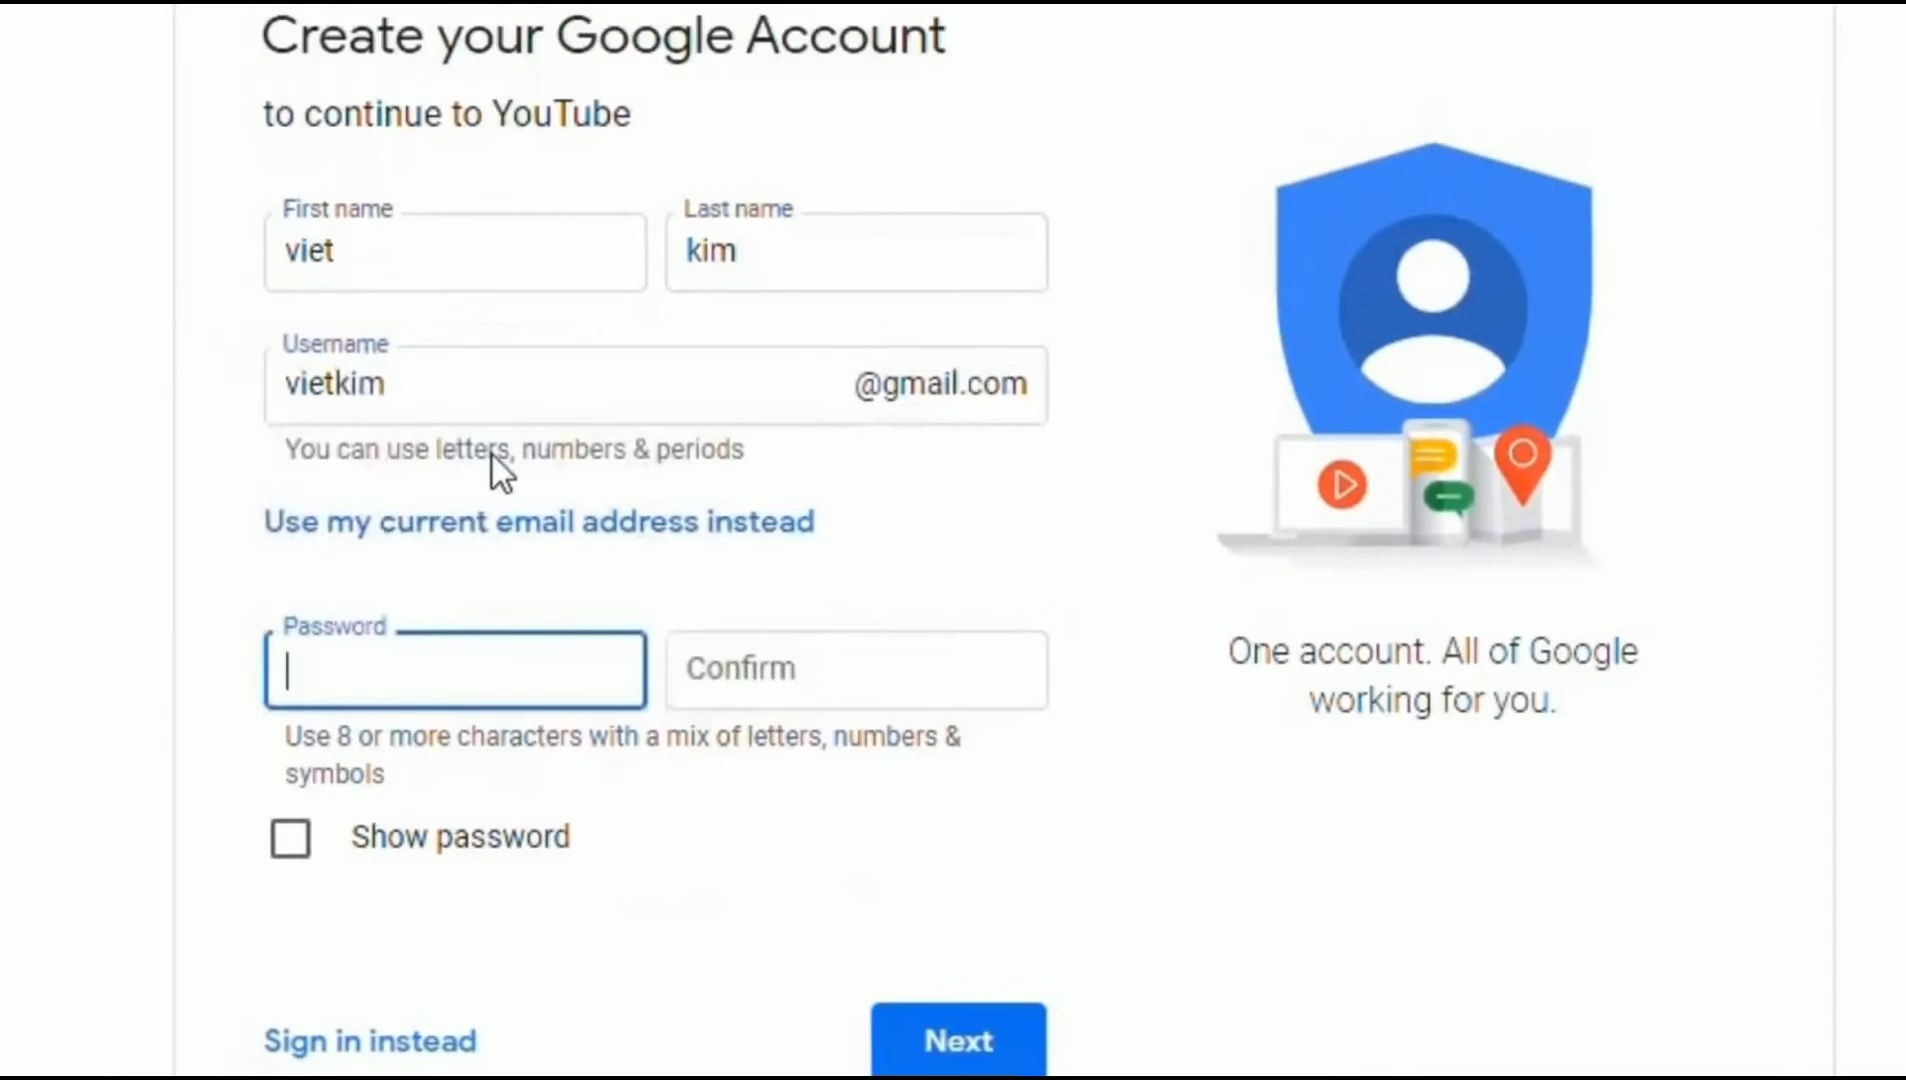 Create your Google Account
to continue to YouTube
First name
Last name
viet
kim
Username
vietkim
@gmail.com
You can use letters, numbers & periods
Use my current email address instead
Password
Confirm
Use 8 or more characters with a mix of letters, numbers &
symbols
Show password
Sign in instead
Next
One account. All of Google
working for you.